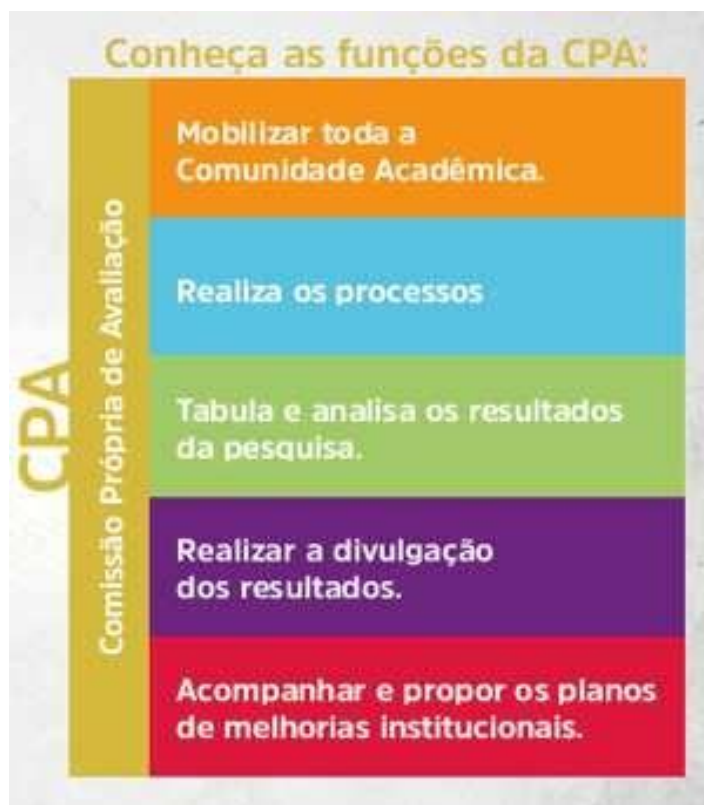 Conheça as funções da CPA:
CPA
Comissão Própria de Avaliação
Mobilizar toda a
Comunidade Acadêmica.
Realiza os processos
Tabula e analisa os resultados
da pesquisa.
Realizar a divulgação
dos resultados.
Acompanhar e propor os planos
de melhorias institucionais.